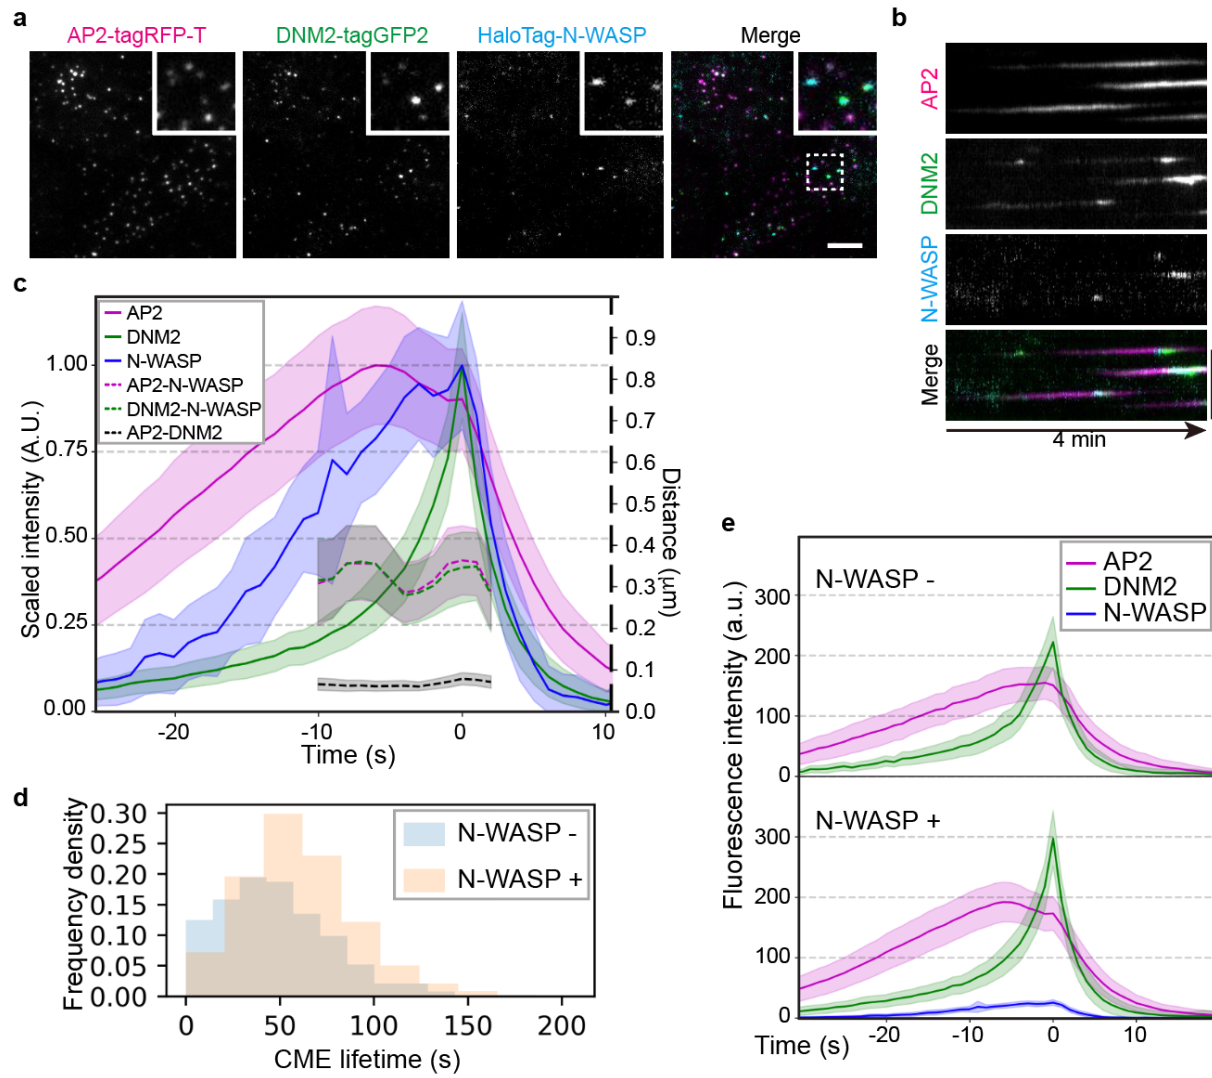 a
AP2-tagRFP-T
DNM2-tagGFP2
HaloTag-N-WASP
Merge
b
AP2
DNM2
N-WASP
Merge
4 min
c
AP2
DNM2
N-WASP
AP2-N-WASP
DNM2-N-WASP
AP2-DNM2
Scaled intensity (A.U.)
1.00
0.75
0.50
0.25
0.00
0.9
0.8
0.7
0.6
0.5
0.4
0.3
0.2
0.1
0.0
Distance (μm)
-20
-10
0
10
Time (s)
d
Frequency density
0.30
0.25
0.20
0.15
0.10
0.05
0.00
N-WASP -
N-WASP +
0
50
100
150
200
CME lifetime (s)
e
Fluorescence intensity (a.u.)
N-WASP -
AP2
DNM2
N-WASP
300
200
100
0
N-WASP +
300
200
100
0
Time (s)
-20
-10
0
10